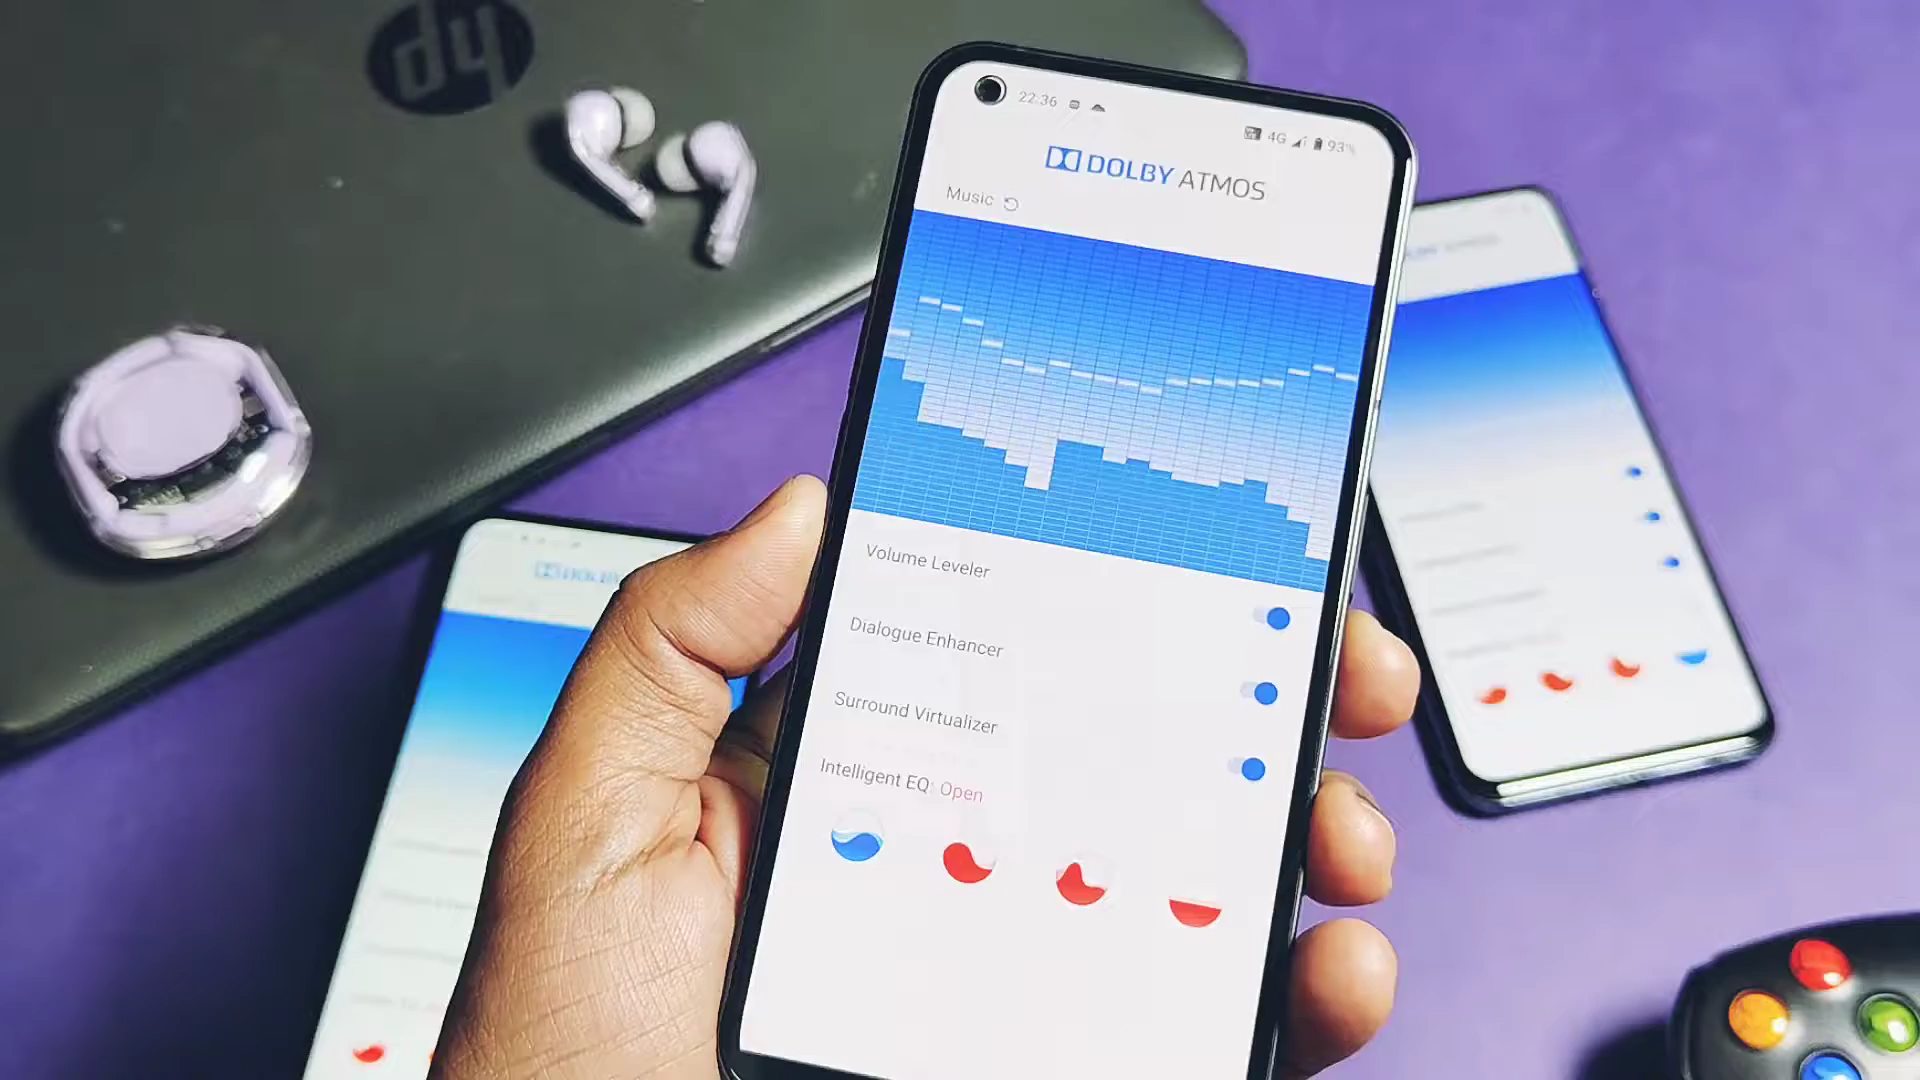 hp
22:36
4G 93%
DOLBY ATMOS
Music
Volume Leveler
Dialogue Enhancer
Surround Virtualizer
Intelligent EQ: Open